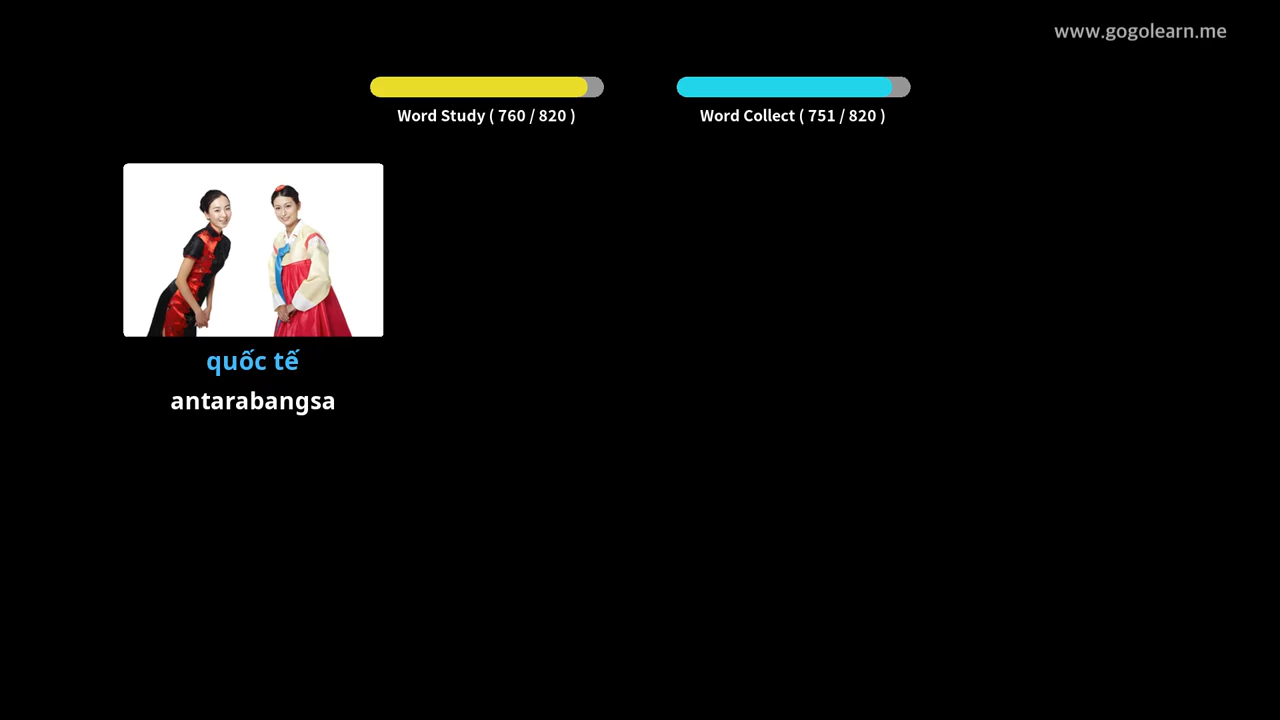 www.gogolearn.me
Word Study ( 760 / 820 )
Word Collect ( 751 / 820 )
quốc tế
antarabangsa